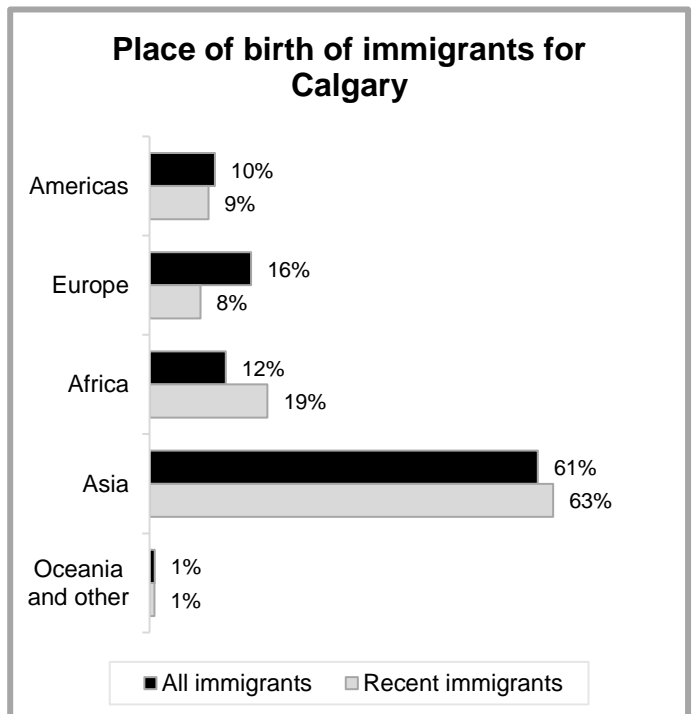 Place of birth of immigrants for
Calgary
Americas
10%
9%
Europe
16%
8%
Africa
12%
19%
Asia
61%
63%
Oceania
and other
1%
1%
All immigrants
Recent immigrants